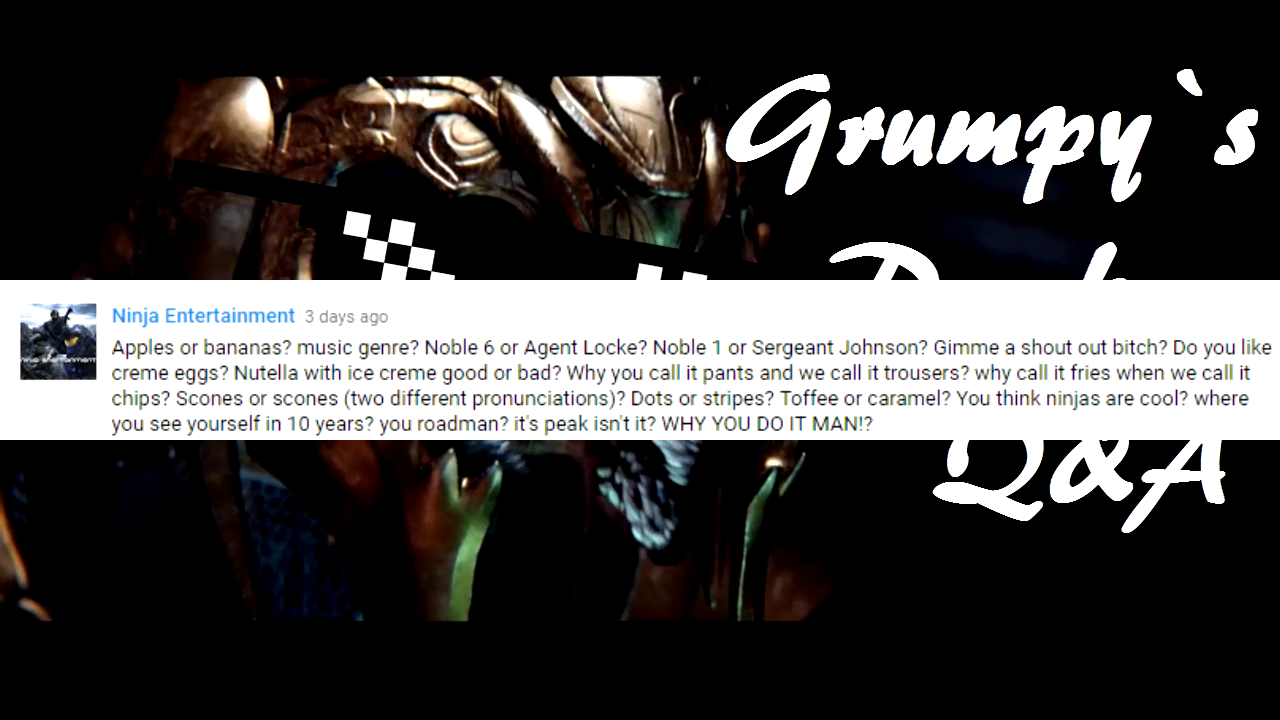 Grumpy`s
Ninja Entertainment 3 days ago
Apples or bananas? music genre? Noble 6 or Agent Locke? Noble 1 or Sergeant Johnson? Gimme a shout out bitch? Do you like
creme eggs? Nutella with ice creme good or bad? Why you call it pants and we call it trousers? why call it fries when we call it
chips? Scones or scones (two different pronunciations)? Dots or stripes? Toffee or caramel? You think ninjas are cool? where
you see yourself in 10 years? you roadman? it's peak isn't it? WHY YOU DO IT MAN!?
Q&A